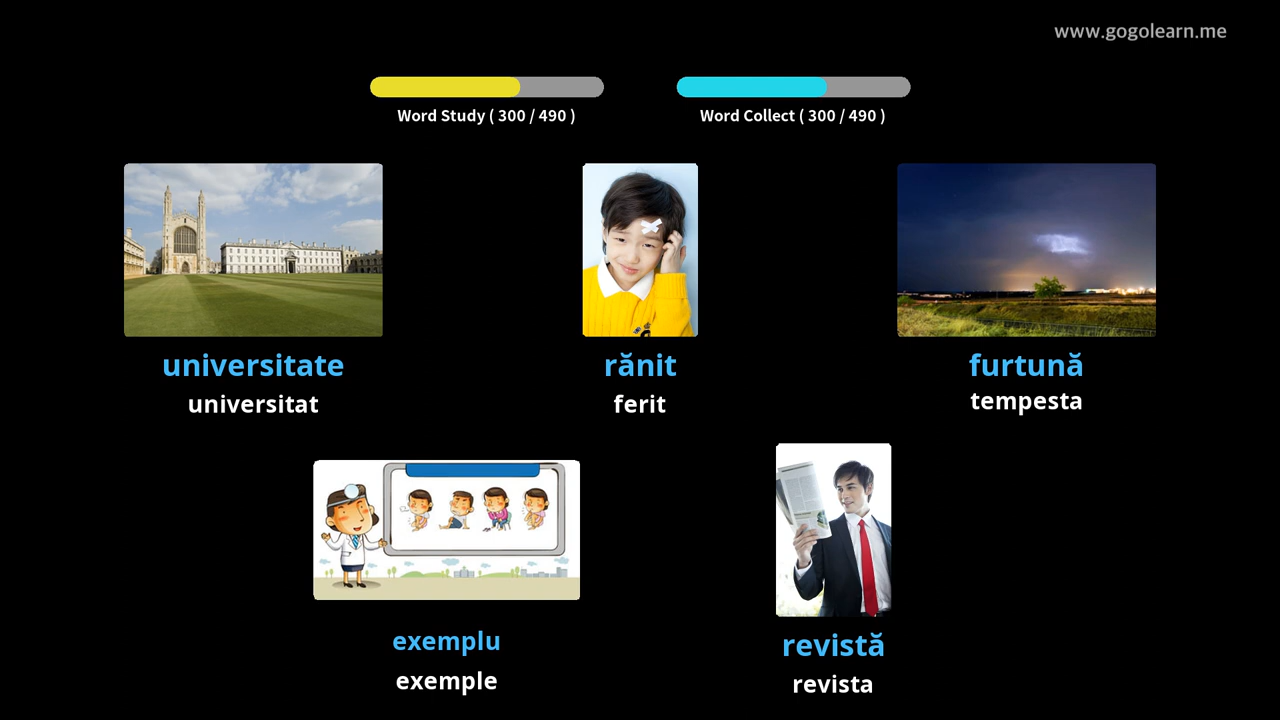 www.gogolearn.me
Word Study ( 300 / 490 )
Word Collect ( 300 / 490 )
universitate
universitat
rănit
ferit
furtună
tempesta
exemplu
exemple
revistă
revista